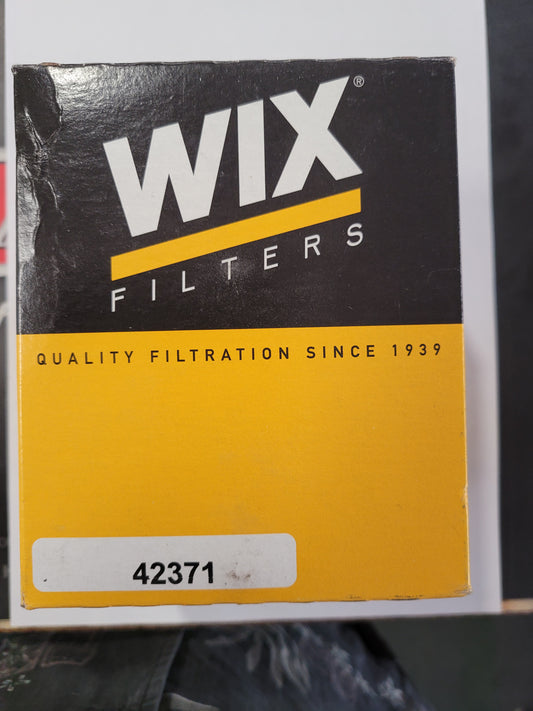 WIX®
FILTERS
QUALITY FILTRATION SINCE 1939
42371